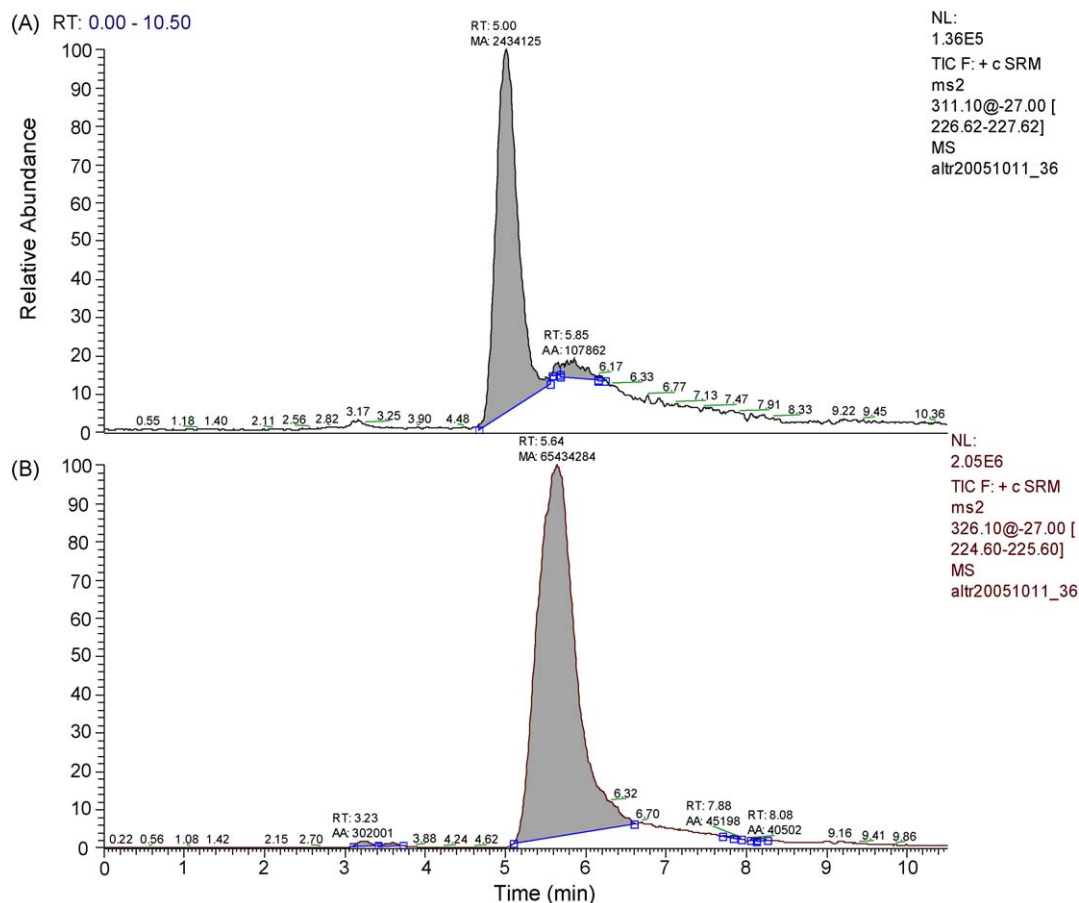 (A) RT: 0.00 - 10.50
RT: 5.00
MA: 2434125
NL:
1.36E5
TIC F: + c SRM
ms2
311.10@-27.00 [
226.62-227.62]
MS
altr20051011_36
Relative Abundance
100
90
80
70
60
50
40
30
20
10
0
RT: 5.85
AA: 107862
0.55 1.18 1.40 2.11 2.56 2.82 3.17 3.25 3.90 4.48 6.17 6.33 6.77 7.13 7.47 7.91 8.33 9.22 9.45 10.36
(B)
RT: 5.64
MA: 65434284
NL:
2.05E6
TIC F: + c SRM
ms2
326.10@-27.00 [
224.60-225.60]
MS
altr20051011_36
100
90
80
70
60
50
40
30
20
10
0
RT: 3.23
AA: 302001
RT: 7.88
AA: 45198
RT: 8.08
AA: 40502
0.22 0.56 1.08 1.42 2.15 2.70 3.88 4.24 4.62 6.32 6.70 9.16 9.41 9.86
0 1 2 3 4 5 6 7 8 9 10
Time (min)